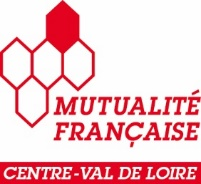 MUTUALITÉ
FRANÇAISE
CENTRE-VAL DE LOIRE